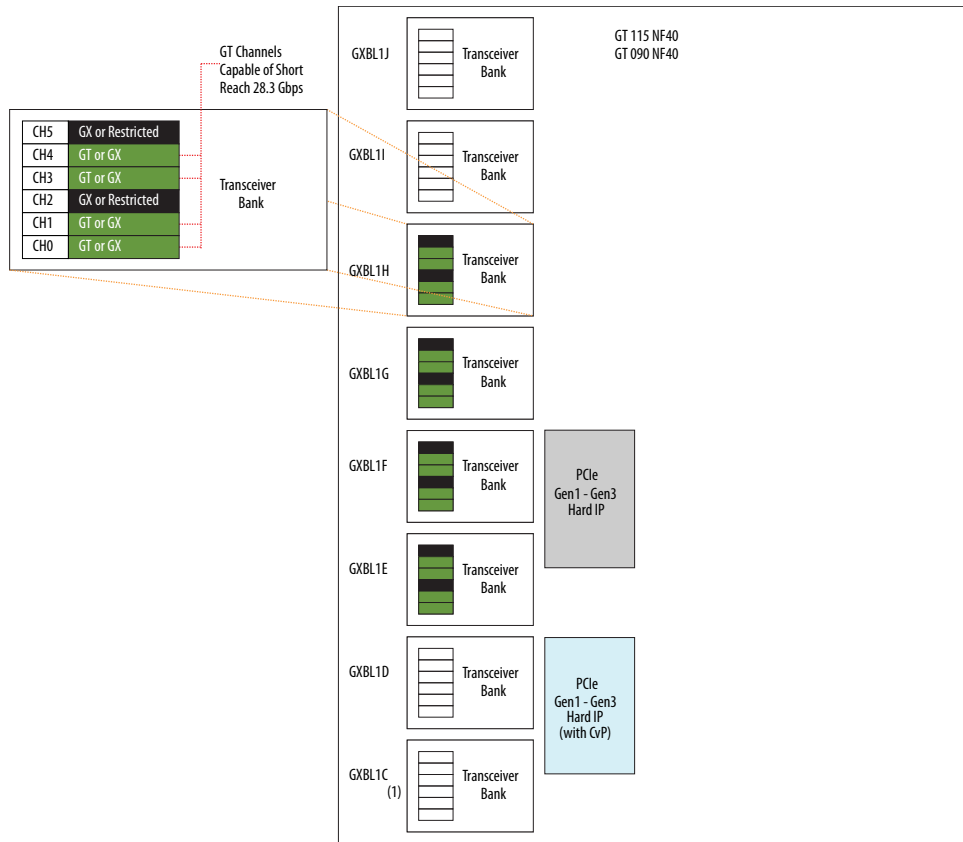 GT 115 NF40
GT 090 NF40
GT Channels
Capable of Short
Reach 28.3 Gbps
CH5 GX or Restricted
CH4 GT or GX
CH3 GT or GX
CH2 GX or Restricted
CH1 GT or GX
CH0 GT or GX
Transceiver
Bank
GXBL1J
Transceiver
Bank
GXBL1I
Transceiver
Bank
GXBL1H
Transceiver
Bank
GXBL1G
Transceiver
Bank
GXBL1F
Transceiver
Bank
PCIe
Gen1 - Gen3
Hard IP
GXBL1E
Transceiver
Bank
GXBL1D
Transceiver
Bank
PCIe
Gen1 - Gen3
Hard IP
(with CvP)
GXBL1C
(1)
Transceiver
Bank